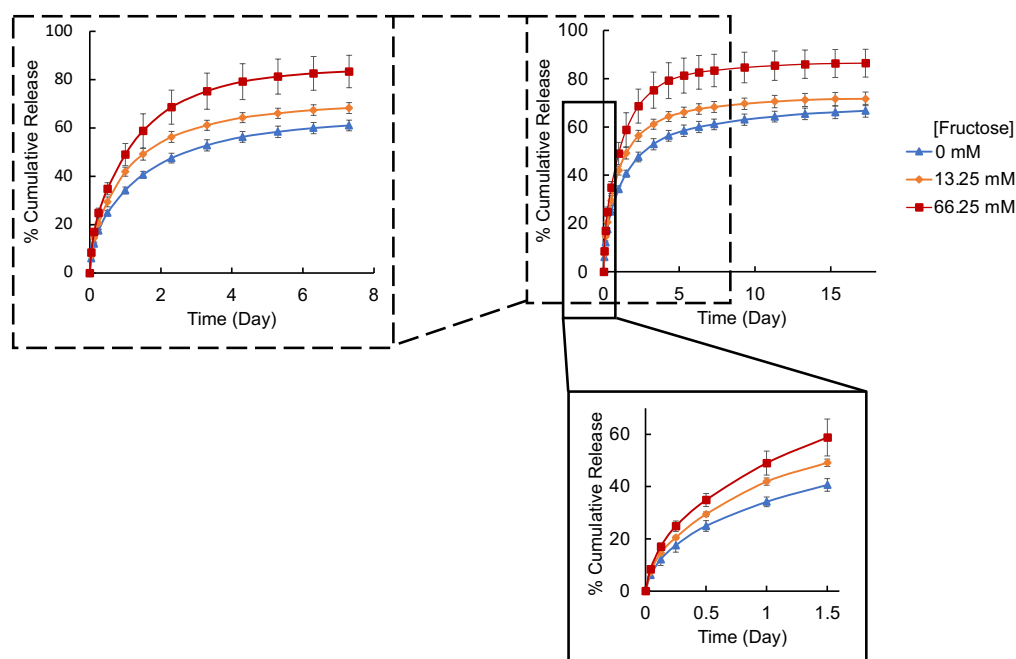 100
80
60
40
20
0
% Cumulative Release
0 2 4 6 8
Time (Day)
100
80
60
40
20
0
% Cumulative Release
0 5 10 15
Time (Day)
[Fructose]
0 mM
13.25 mM
66.25 mM
60
40
20
0
% Cumulative Release
0 0.5 1 1.5
Time (Day)